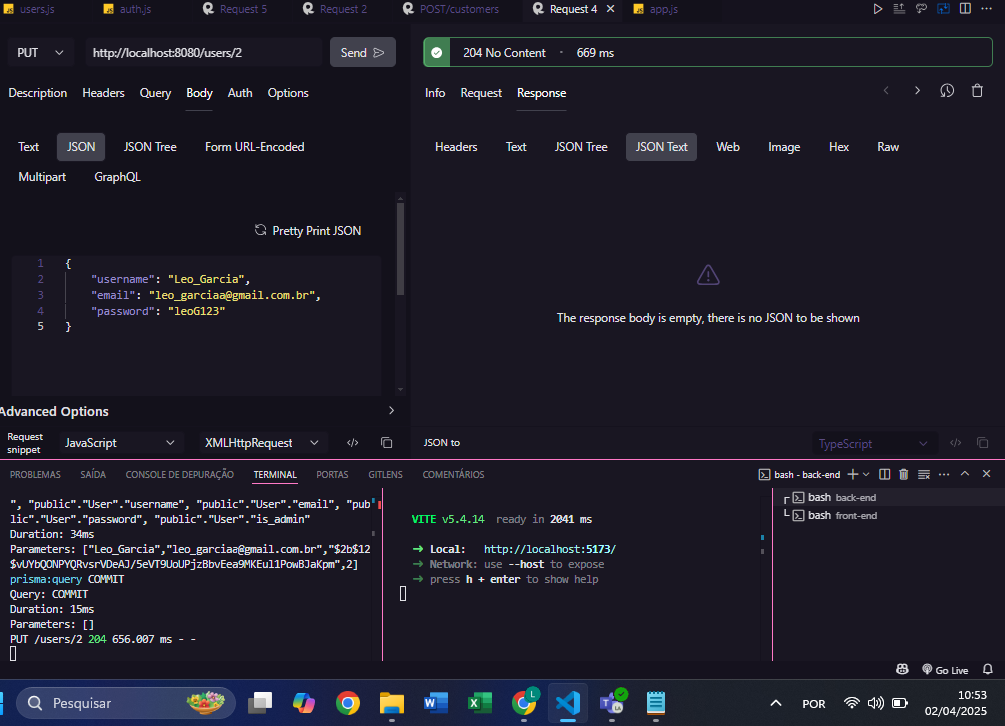 users.js auth.js Request 5 Request 2 POST/customers Request 4 app.js
PUT http://localhost:8080/users/2 Send
204 No Content · 669 ms
Description Headers Query Body Auth Options
Info Request Response
Text JSON JSON Tree Form URL-Encoded
Multipart GraphQL
Headers Text JSON Tree JSON Text Web Image Hex Raw
Pretty Print JSON
1 {
2 "username": "Leo_Garcia",
3 "email": "leo_garciaa@gmail.com.br",
4 "password": "leoG123"
5 }
The response body is empty, there is no JSON to be shown
Advanced Options
Request
snippet
JavaScript XMLHttpRequest
JSON to
TypeScript
PROBLEMAS SAÍDA CONSOLE DE DEPURAÇÃO TERMINAL PORTAS GITLENS COMENTÁRIOS
bash - back-end
", "public"."User"."username", "public"."User"."email", "pub
lic"."User"."password", "public"."User"."is_admin"
Duration: 34ms
Parameters: ["Leo_Garcia","leo_garciaa@gmail.com.br","$2b$12
$vUYbQONPYQRvsrVDeAJ/5eVT9UoUPjzBbvEea9MKEul1PowBJaKpm",2]
prisma:query COMMIT
Query: COMMIT
Duration: 15ms
Parameters: []
PUT /users/2 204 656.007 ms - -
VITE v5.4.14 ready in 2041 ms
➜ Local: http://localhost:5173/
➜ Network: use --host to expose
➜ press h + enter to show help
bash back-end
bash front-end
Go Live
Pesquisar
POR
10:53
02/04/2025